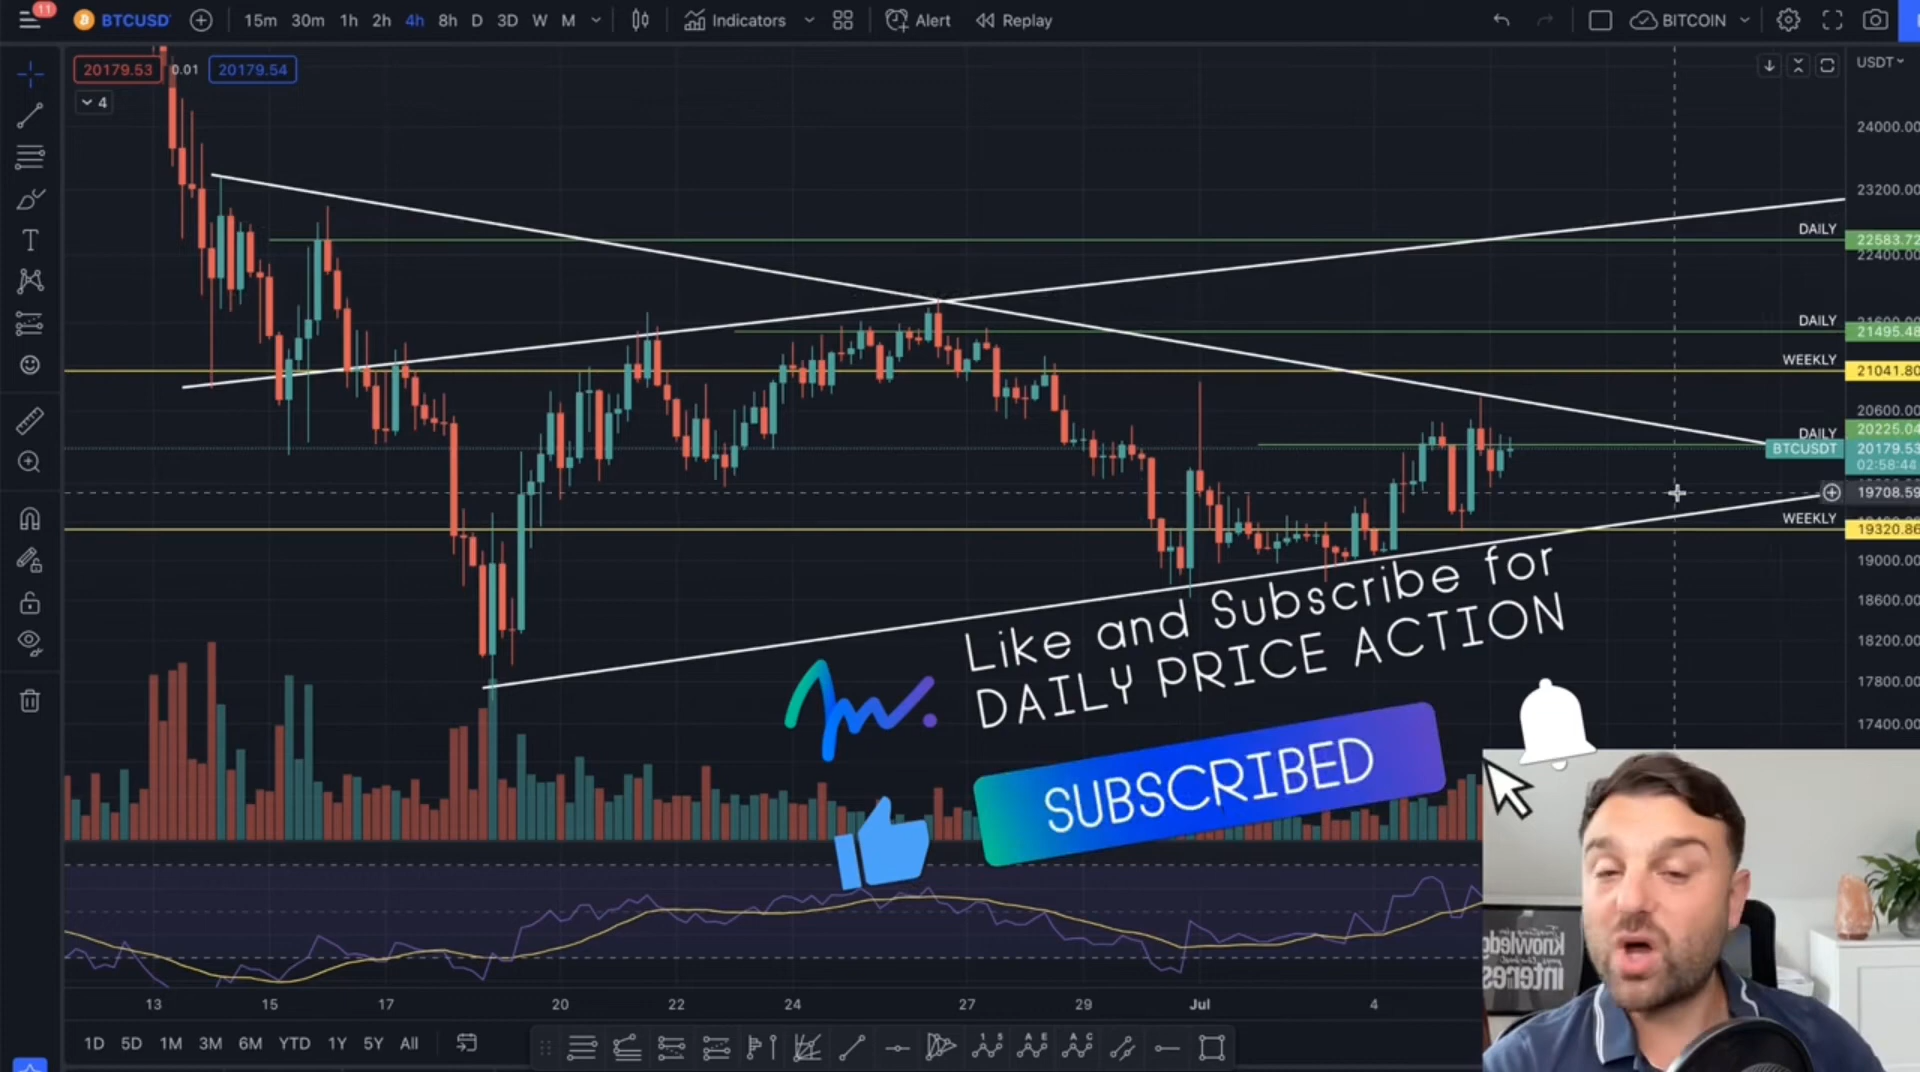 11
BTCUSDT
15m 30m 1h 2h 4h 8h D 3D W M
Indicators
Alert
Replay
BITCOIN
20179.53 0.01 20179.54
4
USDT
24000.00
23200.00
DAILY 22583.72
22400.00
DAILY 21495.48
WEEKLY 21041.80
20600.00
DAILY 20225.04
BTCUSDT 20179.53
02:58:44
19708.59
WEEKLY 19320.86
19000.00
18600.00
18200.00
17800.00
17400.00
Like and Subscribe for
DAILY PRICE ACTION
SUBSCRIBED
13 15 17 20 22 24 27 29 Jul 4
1D 5D 1M 3M 6M YTD 1Y 5Y All